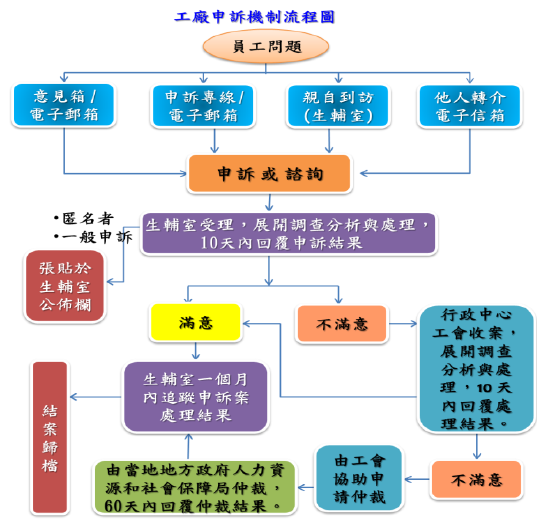 工廠申訴機制流程圖
員工問題
意見箱/
電子郵箱
申訴專線/
電子郵箱
親自到訪
(生輔室)
他人轉介
電子信箱
申訴或諮詢
•匿名者
•一般申訴
生輔室受理，展開調查分析與處理，
10天內回覆申訴結果
張貼於
生輔室
公佈欄
滿意
不滿意
行政中心
工會收案，
展開調查
分析與處
理，10天
內回覆處
理結果。
生輔室一個月
內追蹤申訴案
處理結果
結案歸檔
不滿意
由工會
協助申
請仲裁
由當地地方政府人力資
源和社會保障局仲裁，
60天內回覆仲裁結果。